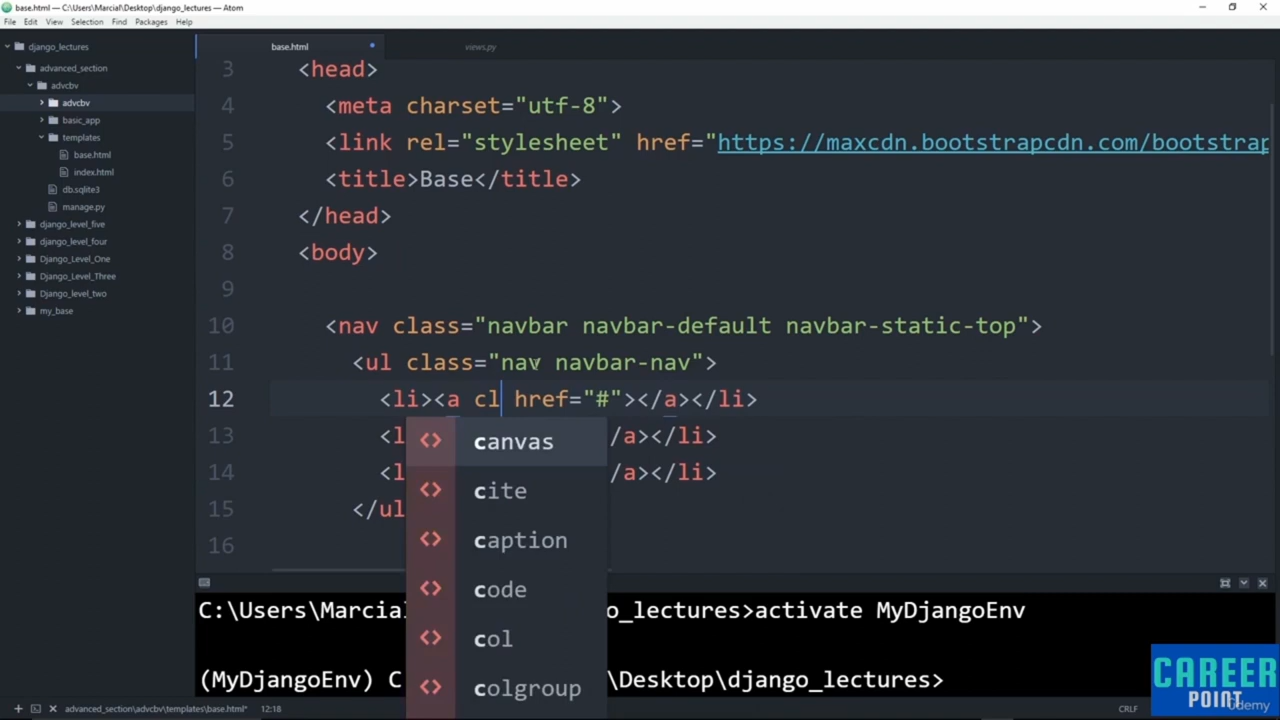 base.html — C:\Users\Marcial\Desktop\django_lectures — Atom
File Edit View Selection Find Packages Help
django_lectures
advanced_section
advcbv
advcbv
basic_app
templates
base.html
index.html
db.sqlite3
manage.py
django_level_five
django_level_four
Django_Level_One
Django_Level_Three
Django_level_two
my_base
base.html
views.py
3 <head>
4 <meta charset="utf-8">
5 <link rel="stylesheet" href="https://maxcdn.bootstrapcdn.com/bootstrap
6 <title>Base</title>
7 </head>
8 <body>
9
10 <nav class="navbar navbar-default navbar-static-top">
11 <ul class="nav navbar-nav">
12 <li><a cl href="#"></a></li>
13 <l /a></li>
14 <l /a></li>
15 </ul
16
<> canvas
<> cite
<> caption
<> code
<> col
<> colgroup
C:\Users\Marcial o_lectures>activate MyDjangoEnv
(MyDjangoEnv) C \Desktop\django_lectures>
advanced_section\advcbv\templates\base.html* 12:18
CRLF
CAREER
POINT
Udemy